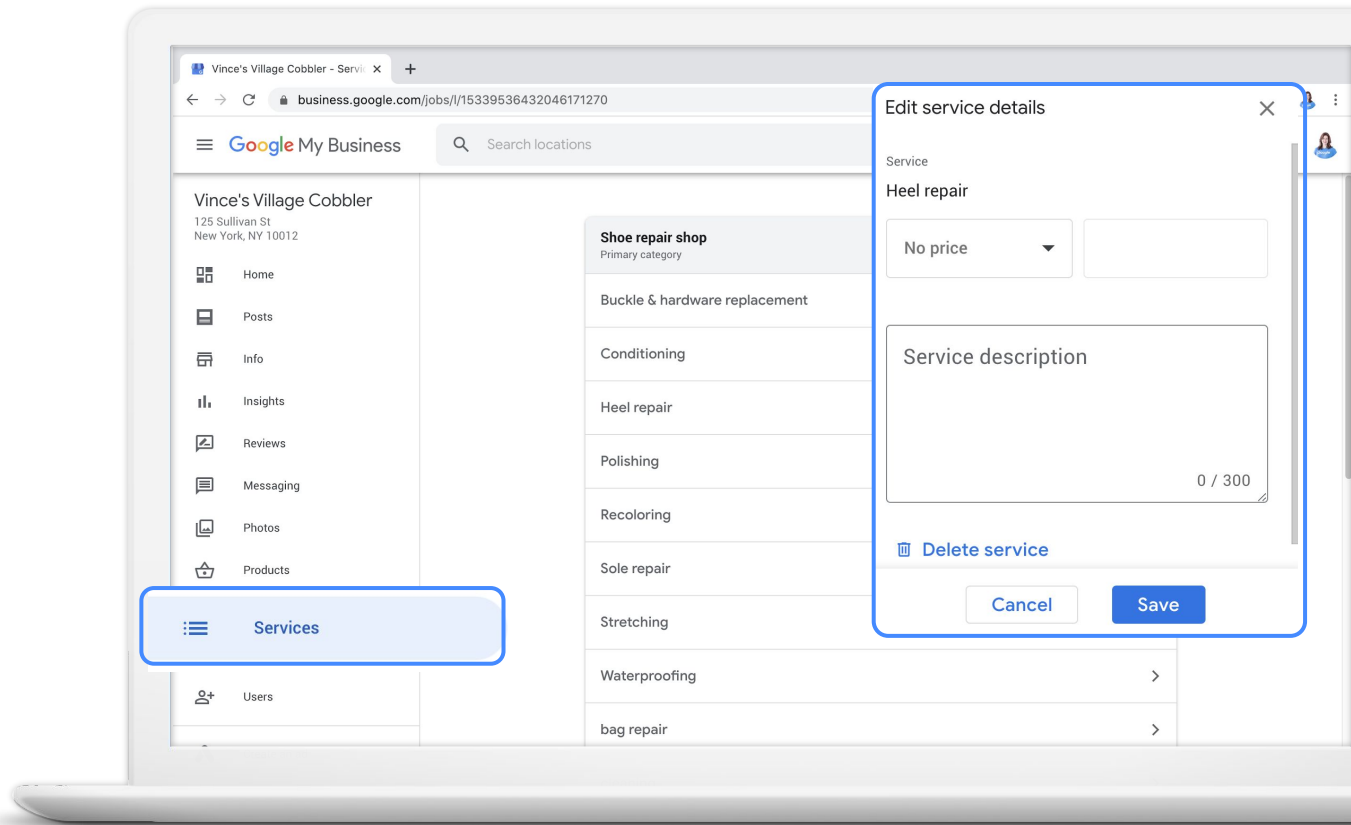 Vince's Village Cobbler - Servi
business.google.com/jobs/l/15339536432046171270
Google My Business
Search locations
Vince's Village Cobbler
125 Sullivan St
New York, NY 10012
Home
Posts
Info
Insights
Reviews
Messaging
Photos
Products
Services
Users
Shoe repair shop
Primary category
Buckle & hardware replacement
Conditioning
Heel repair
Polishing
Recoloring
Sole repair
Stretching
Waterproofing
bag repair
Edit service details
Service
Heel repair
No price
Service description
0 / 300
Delete service
Cancel
Save